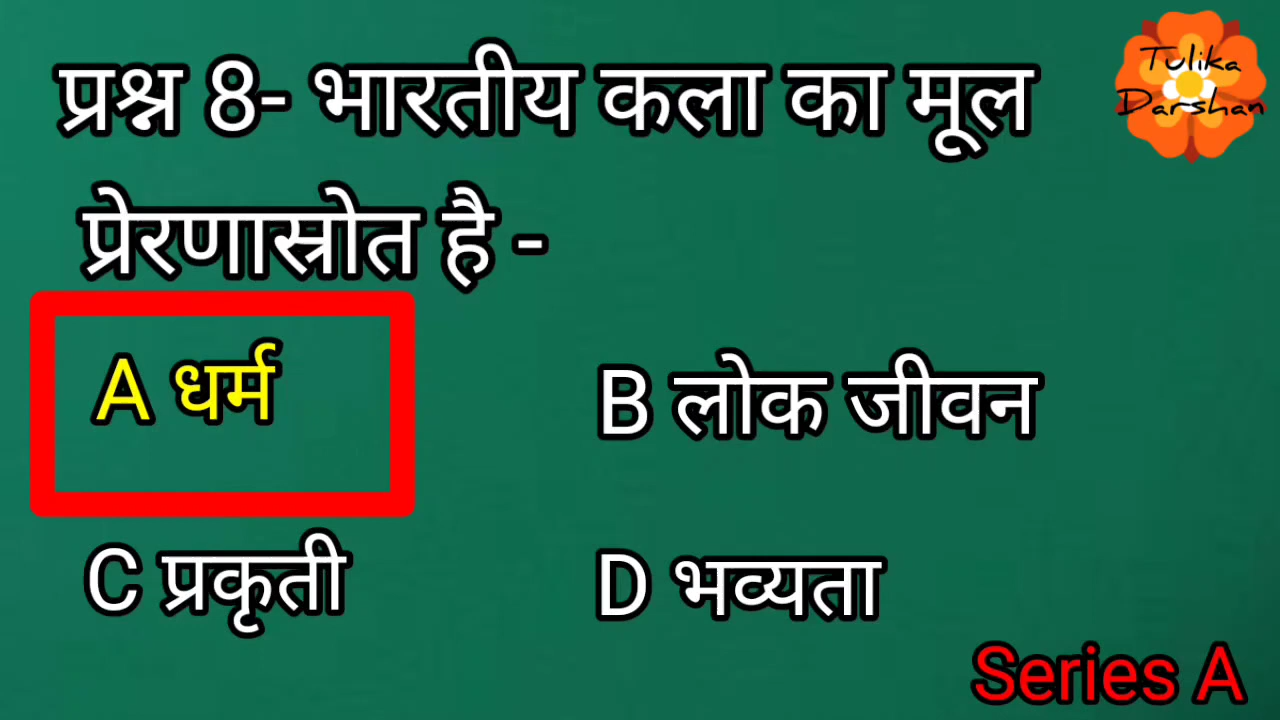 प्रश्न 8- भारतीय कला का मूल
प्रेरणास्रोत है -
A धर्म
B लोक जीवन
C प्रकृती
D भव्यता
Series A
Tulika
Darshan